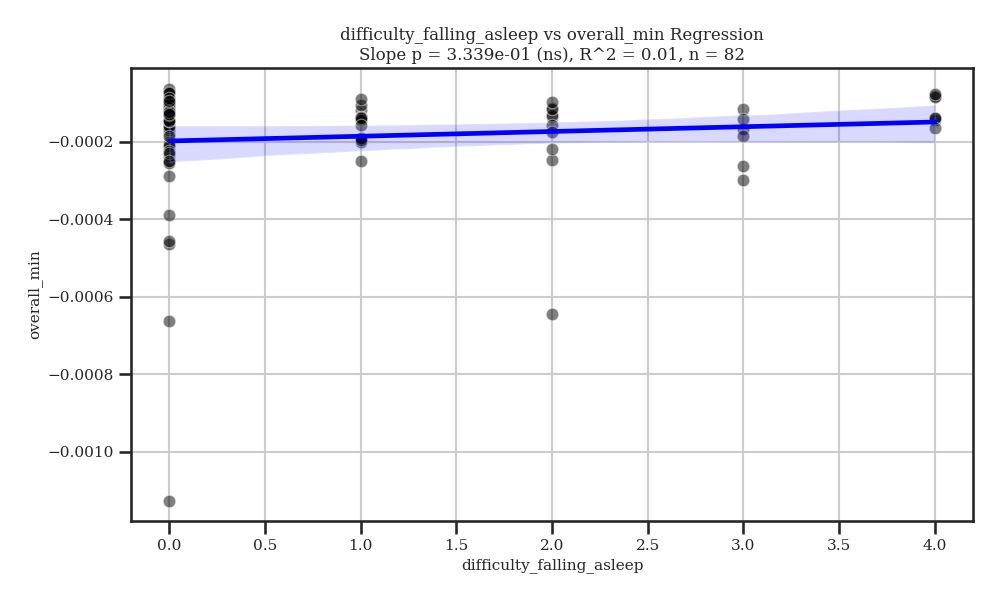 difficulty_falling_asleep vs overall_min Regression
Slope p = 3.339e-01 (ns), R^2 = 0.01, n = 82
overall_min
−0.0002
−0.0004
−0.0006
−0.0008
−0.0010
0.0 0.5 1.0 1.5 2.0 2.5 3.0 3.5 4.0
difficulty_falling_asleep